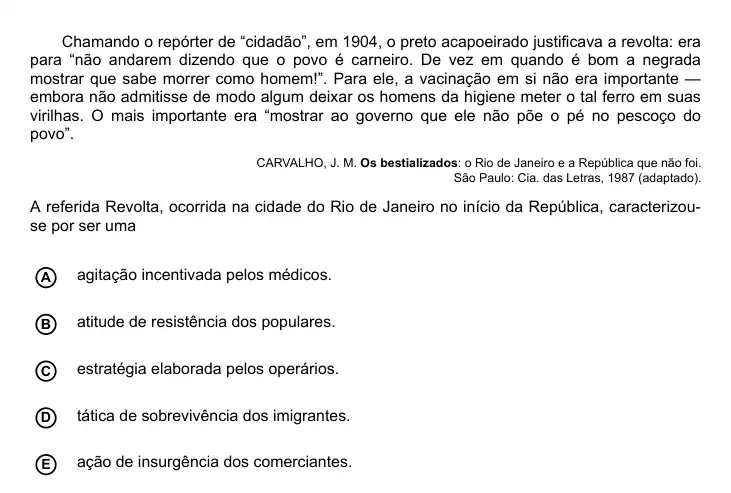 Chamando o repórter de “cidadão”, em 1904, o preto acapoeirado justificava a revolta: era
para “não andarem dizendo que o povo é carneiro. De vez em quando é bom a negrada
mostrar que sabe morrer como homem!”. Para ele, a vacinação em si não era importante —
embora não admitisse de modo algum deixar os homens da higiene meter o tal ferro em suas
virilhas. O mais importante era “mostrar ao governo que ele não põe o pé no pescoço do
povo”.
CARVALHO, J. M. Os bestializados: o Rio de Janeiro e a República que não foi.
São Paulo: Cia. das Letras, 1987 (adaptado).
A referida Revolta, ocorrida na cidade do Rio de Janeiro no início da República, caracterizou-
se por ser uma
A agitação incentivada pelos médicos.
B atitude de resistência dos populares.
C estratégia elaborada pelos operários.
D tática de sobrevivência dos imigrantes.
E ação de insurgência dos comerciantes.